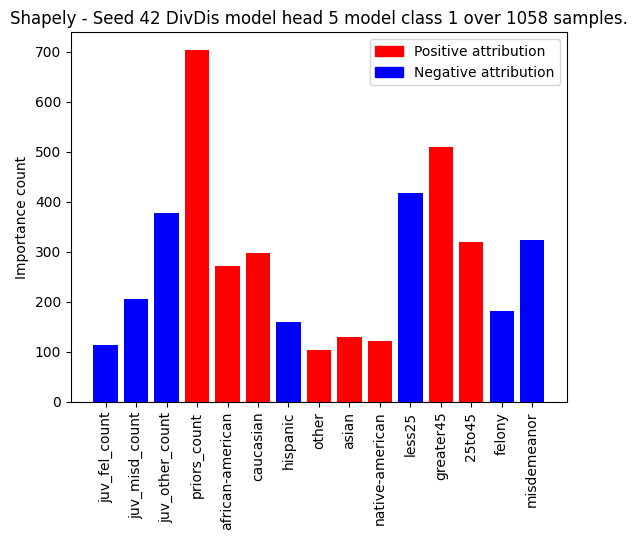 Shapely - Seed 42 DivDis model head 5 model class 1 over 1058 samples.
Positive attribution
Negative attribution
Importance count
700
600
500
400
300
200
100
0
juv_fel_count
juv_misd_count
juv_other_count
priors_count
african-american
caucasian
hispanic
other
asian
native-american
less25
greater45
25to45
felony
misdemeanor